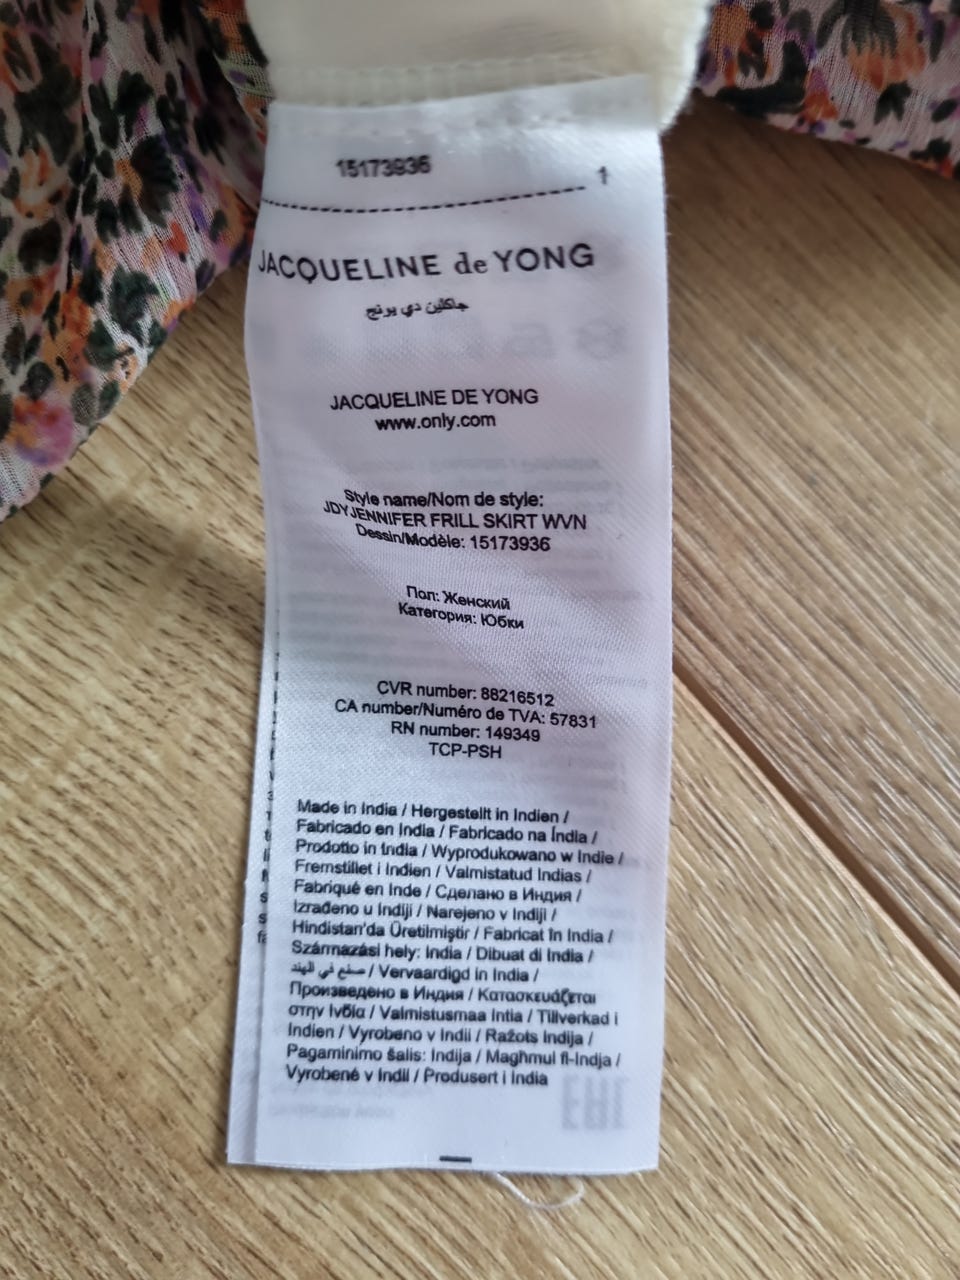 15173936
1
JACQUELINE de YONG
جاكلين دي يونج
JACQUELINE DE YONG
www.only.com
Style name/Nom de style:
JDYJENNIFER FRILL SKIRT WVN
Dessin/Modèle: 15173936
Пол: Женский
Категория: Юбки
CVR number: 88216512
CA number/Numéro de TVA: 57831
RN number: 149349
TCP-PSH
Made in India / Hergestellt in Indien /
Fabricado en India / Fabricado na Índia /
Prodotto in India / Wyprodukowano w Indie /
Fremstillet i Indien / Valmistatud Indias /
Fabriqué en Inde / Сделано в Индия /
Izrađeno u Indiji / Narejeno v Indiji /
Hindistan'da Üretilmiştir / Fabricat în India /
Származási hely: India / Dibuat di India /
صنع في الهند / Vervaardigd in India /
Произведено в Индия / Κατασκευάζεται
στην Ινδία / Valmistusmaa Intia / Tillverkad i
Indien / Vyrobeno v Indii / Ražots Indija /
Pagaminimo šalis: Indija / Magħmul fl-Indja /
Vyrobené v Indii / Produsert i India